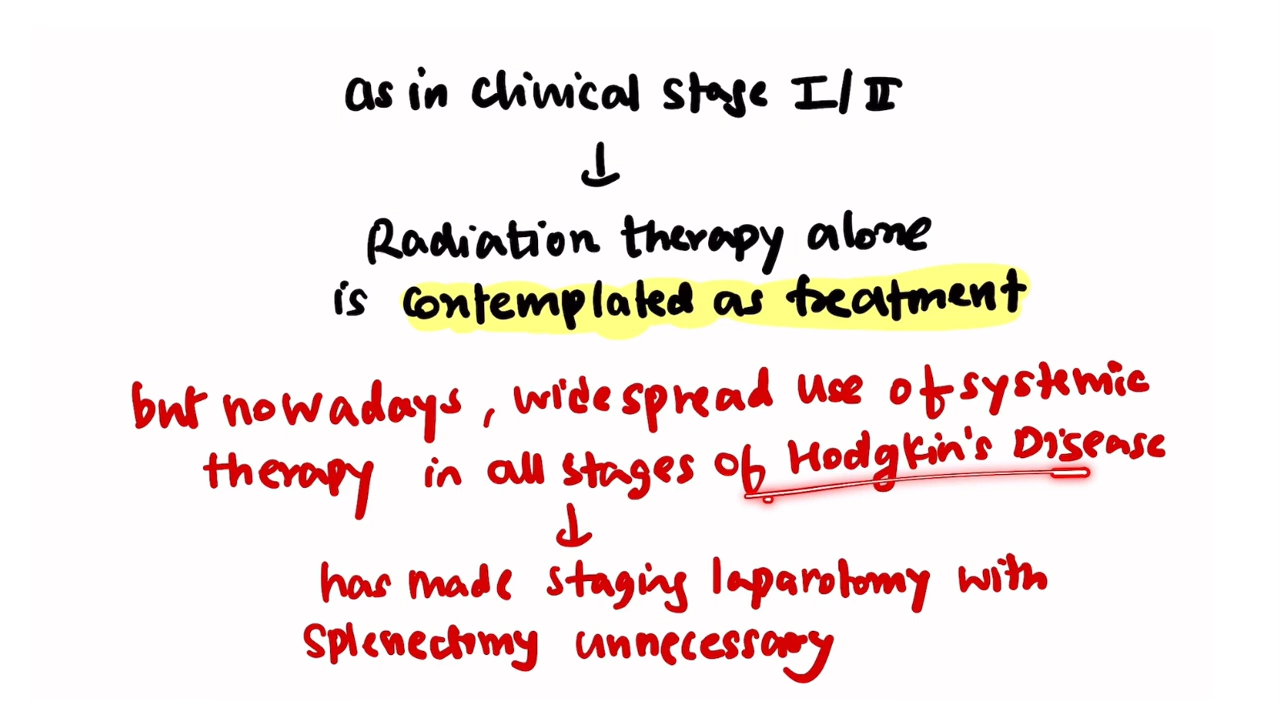 as in clinical stage I/II
↓
Radiation therapy alone
is contemplated as treatment
but nowadays, widespread use of systemic
therapy in all stages of Hodgkin's Disease
↓
has made staging laparotomy with
splenectomy unnecessary